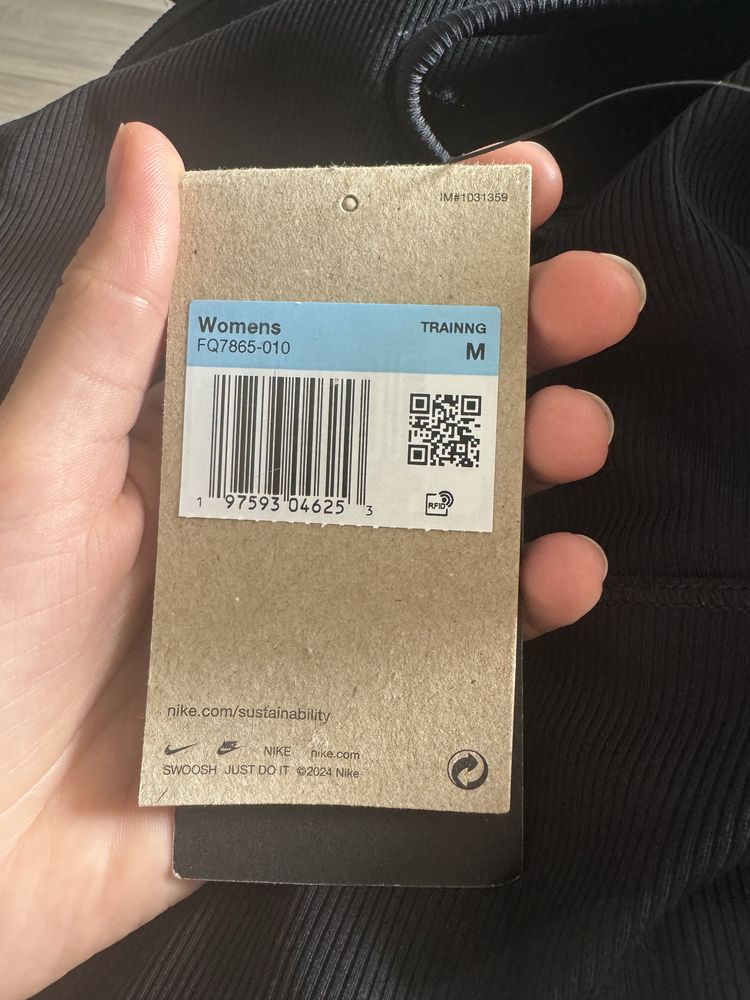 IM#1031359
Womens TRAINNG
FQ7865-010 M
1 97593 04625 3
RFID
nike.com/sustainability
NIKE nike.com
SWOOSH JUST DO IT ©2024 Nike